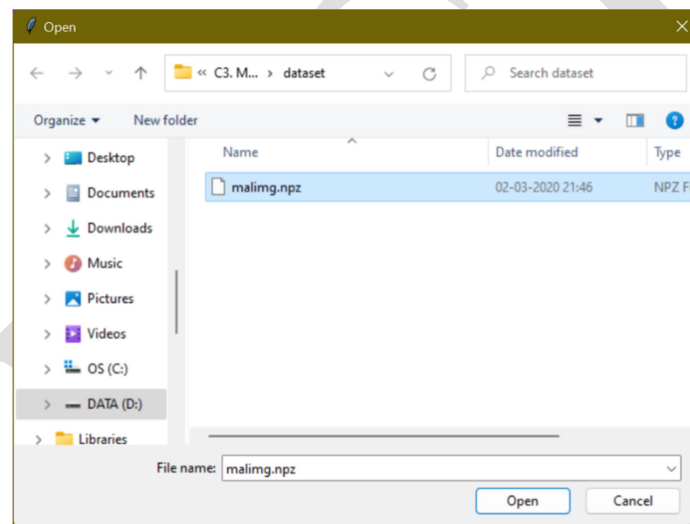 Open
« C3. M... > dataset
Search dataset
Organize
New folder
Name
Date modified
Type
Desktop
malimg.npz
02-03-2020 21:46
NPZ F
Documents
Downloads
Music
Pictures
Videos
OS (C:)
DATA (D:)
Libraries
File name:
malimg.npz
Open
Cancel